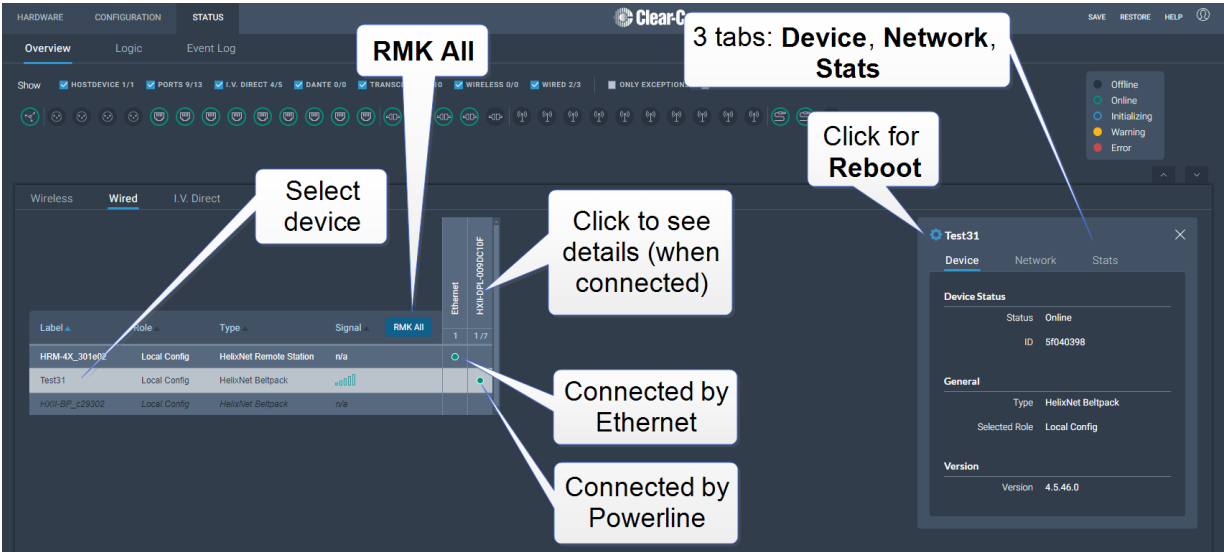 HARDWARE CONFIGURATION STATUS Clear-C SAVE RESTORE HELP
Overview Logic Event Log
RMK All
3 tabs: Device, Network,
Stats
Show HOSTDEVICE 1/1 PORTS 9/13 I.V. DIRECT 4/5 DANTE 0/0 TRANSC 10 WIRELESS 0/0 WIRED 2/3 ONLY EXCEPTION
Offline
Online
Initializing
Warning
Error
Click for
Reboot
Wireless Wired I.V. Direct
Select
device
Click to see
details (when
connected)
Ethernet
HXII-DPL-009DC10F
Label Role Type Signal RMK All 1 1/7
HRM-4X_301e02 Local Config HelixNet Remote Station n/a
Test31 Local Config HelixNet Beltpack
HXII-BP_c29302 Local Config HelixNet Beltpack n/a
Connected by
Ethernet
Connected by
Powerline
Test31
Device Network Stats
Device Status
Status Online
ID 5f040398
General
Type HelixNet Beltpack
Selected Role Local Config
Version
Version 4.5.46.0